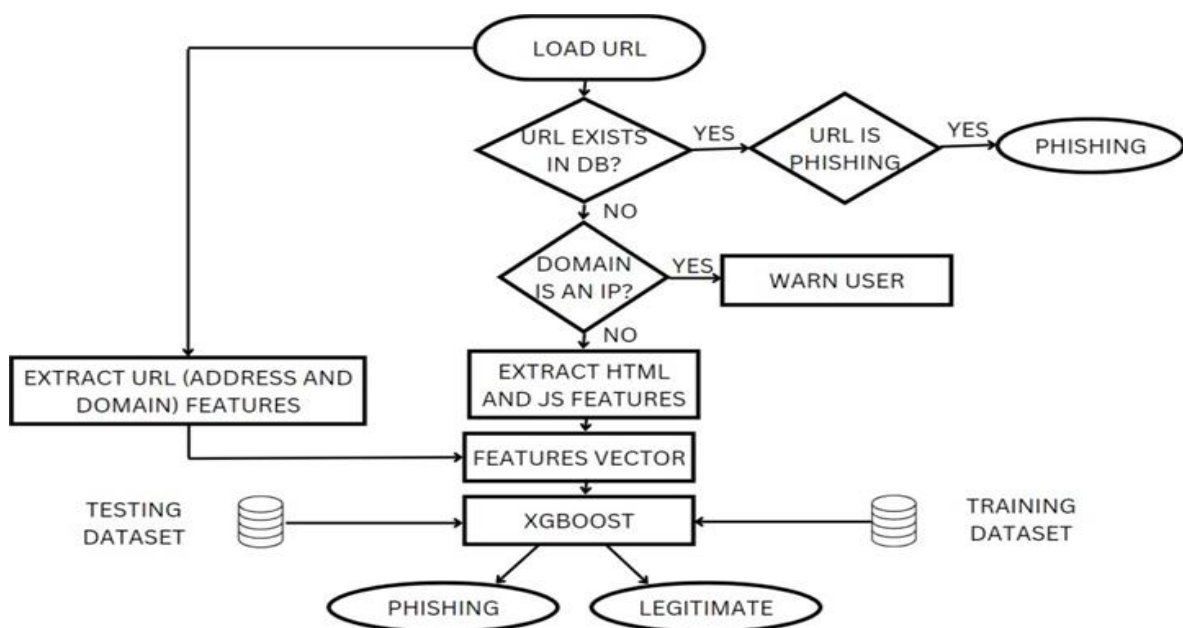 LOAD URL
URL EXISTS
IN DB?
YES
URL IS
PHISHING
YES
PHISHING
NO
DOMAIN
IS AN IP?
YES
WARN USER
NO
EXTRACT URL (ADDRESS AND
DOMAIN) FEATURES
EXTRACT HTML
AND JS FEATURES
FEATURES VECTOR
TESTING
DATASET
XGBOOST
TRAINING
DATASET
PHISHING
LEGITIMATE